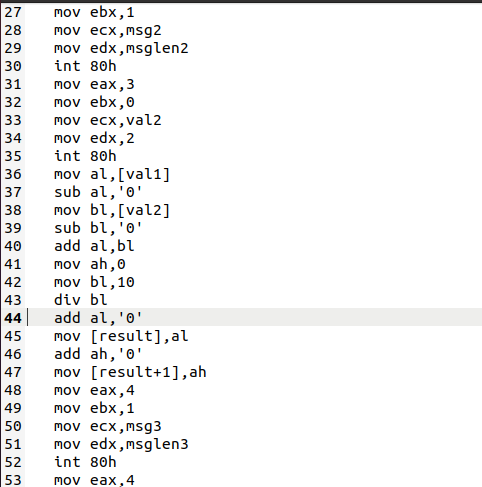 27 mov ebx,1
28 mov ecx,msg2
29 mov edx,msglen2
30 int 80h
31 mov eax,3
32 mov ebx,0
33 mov ecx,val2
34 mov edx,2
35 int 80h
36 mov al,[val1]
37 sub al,'0'
38 mov bl,[val2]
39 sub bl,'0'
40 add al,bl
41 mov ah,0
42 mov bl,10
43 div bl
44 add al,'0'
45 mov [result],al
46 add ah,'0'
47 mov [result+1],ah
48 mov eax,4
49 mov ebx,1
50 mov ecx,msg3
51 mov edx,msglen3
52 int 80h
53 mov eax,4